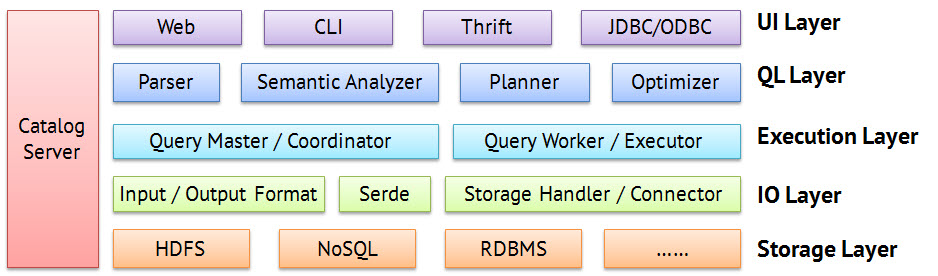 Catalog
Server
Web CLI Thrift JDBC/ODBC UI Layer
Parser Semantic Analyzer Planner Optimizer QL Layer
Query Master / Coordinator Query Worker / Executor Execution Layer
Input / Output Format Serde Storage Handler / Connector IO Layer
HDFS NoSQL RDBMS ...... Storage Layer